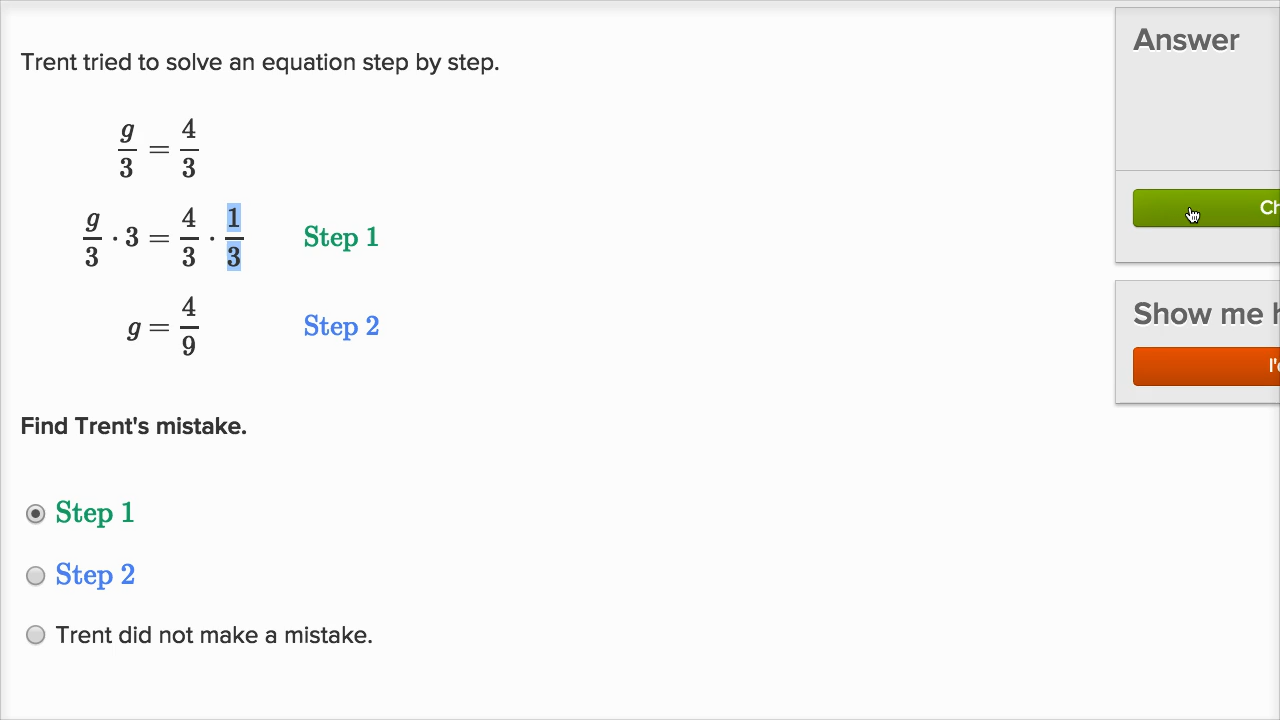 Trent tried to solve an equation step by step.
g/3 = 4/3
g/3 · 3 = 4/3 · 1/3 Step 1
g = 4/9 Step 2
Find Trent's mistake.
Step 1
Step 2
Trent did not make a mistake.
Answer
Show me